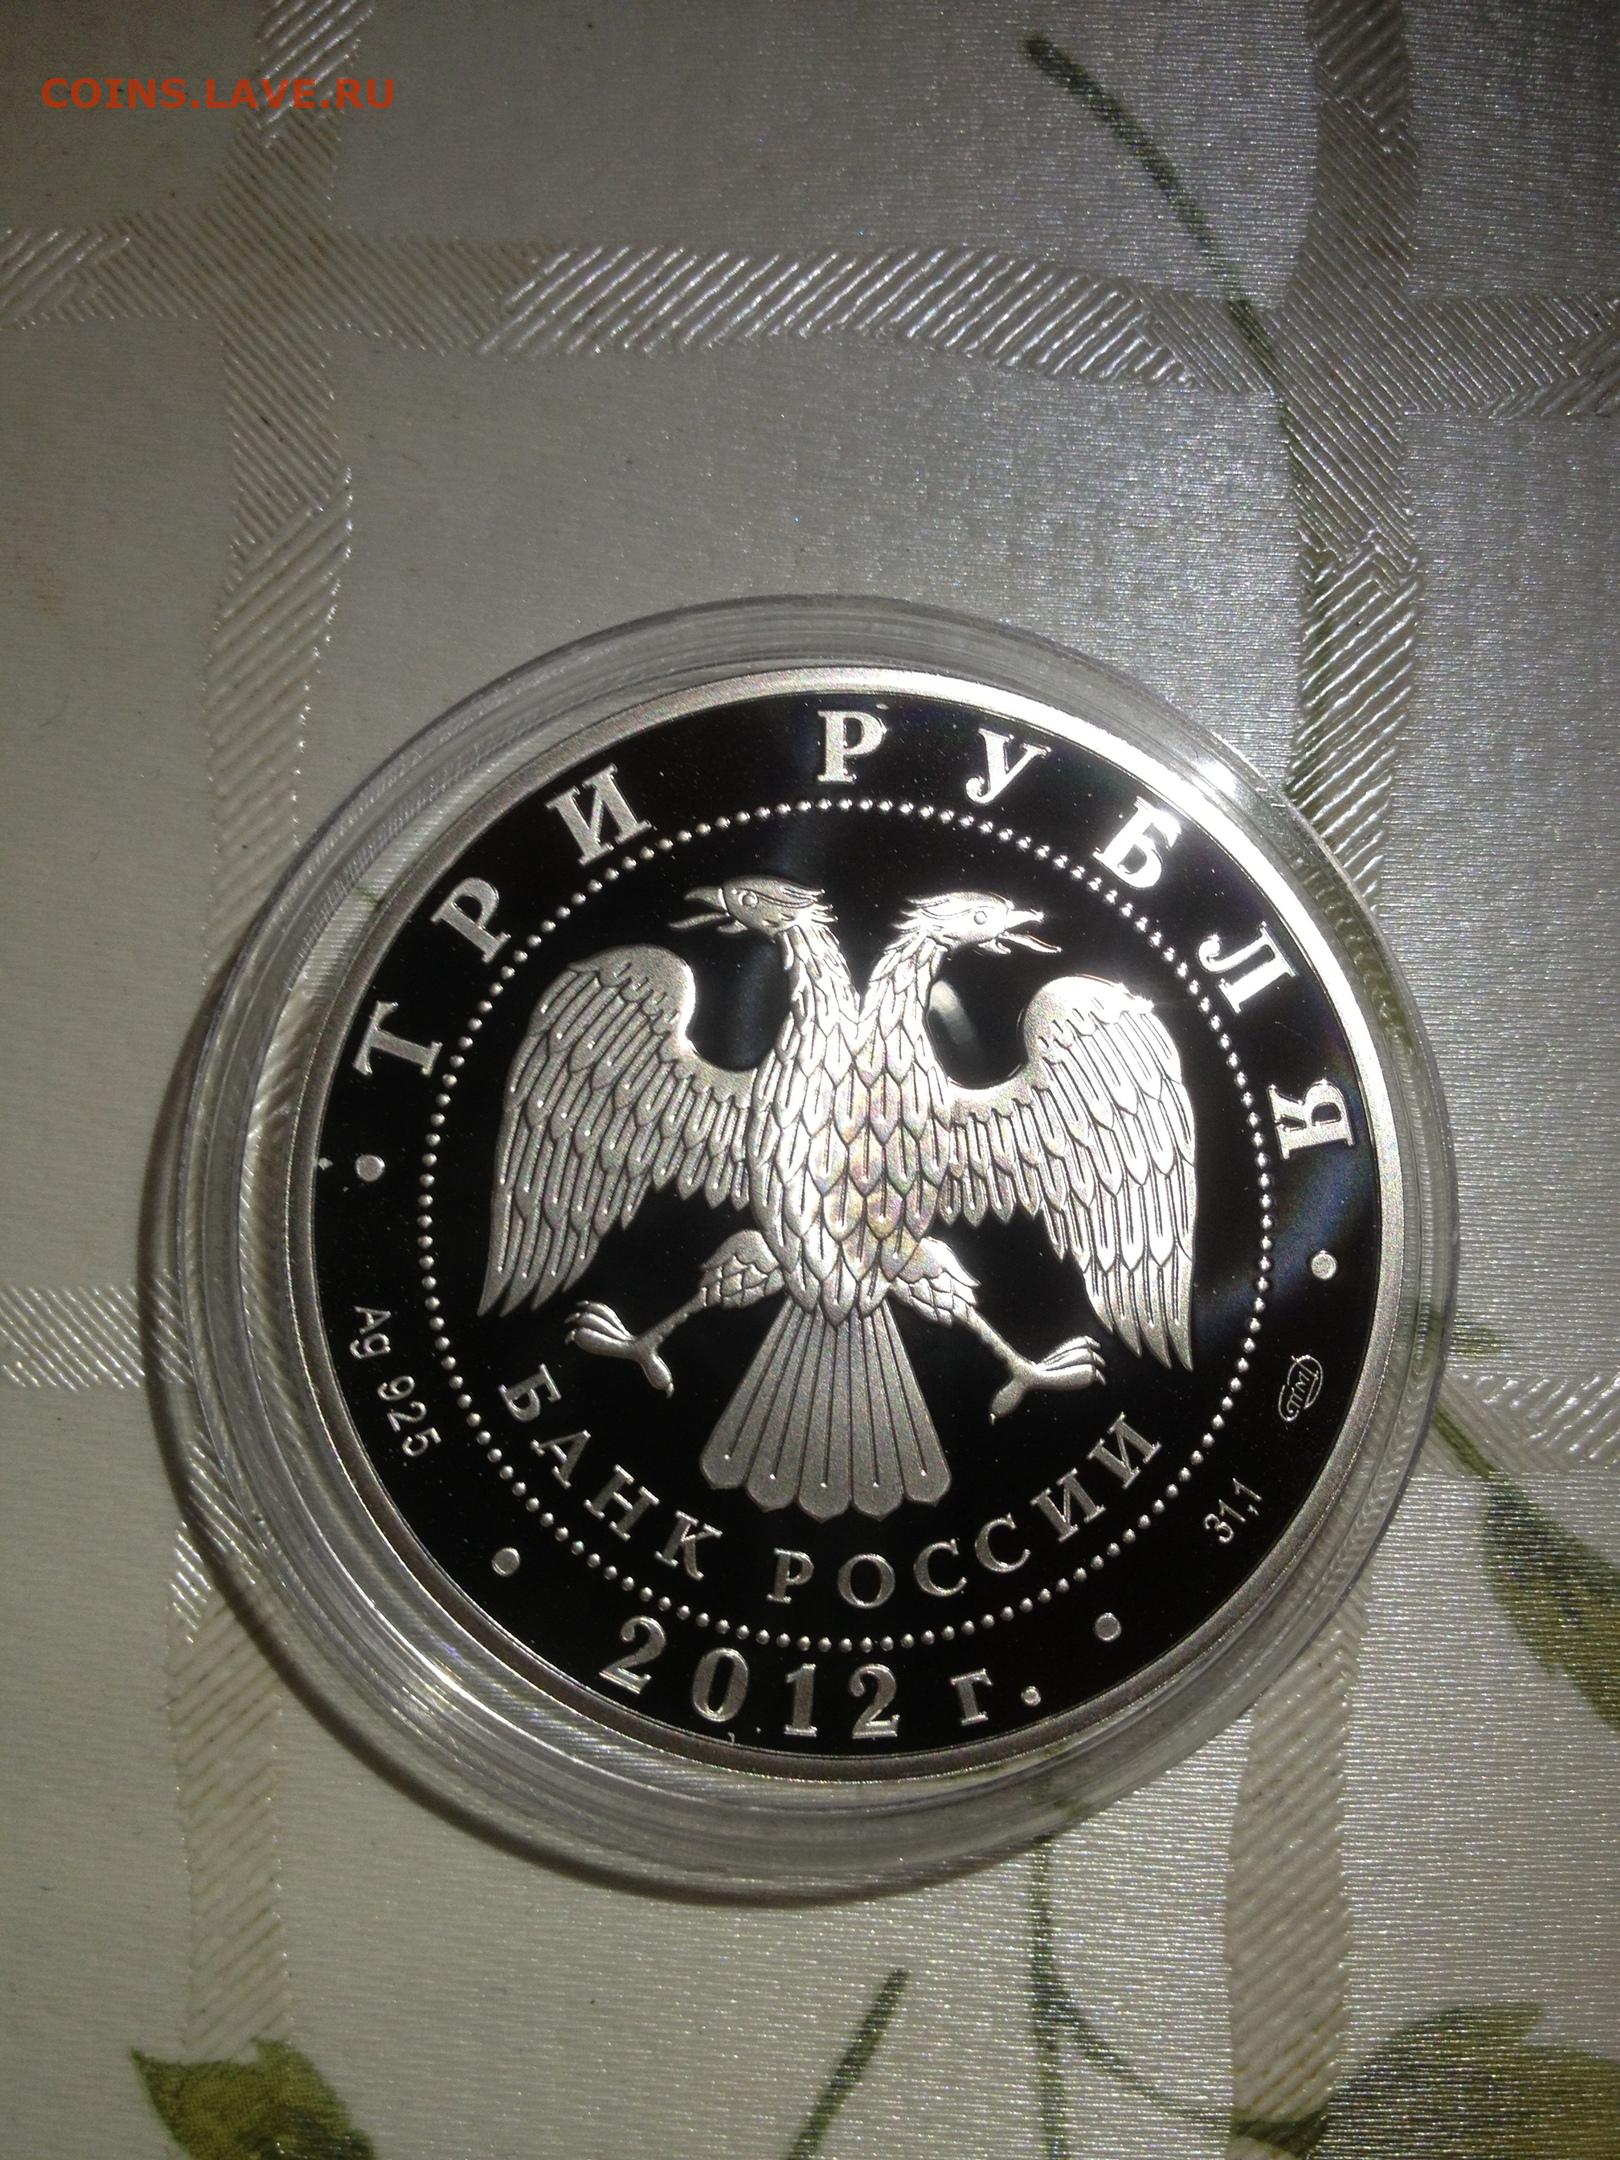 COINS.LAVE.RU
• ТРИ РУБЛЯ •
БАНК РОССИИ
Ag 925
31,1
• 2012 г. •